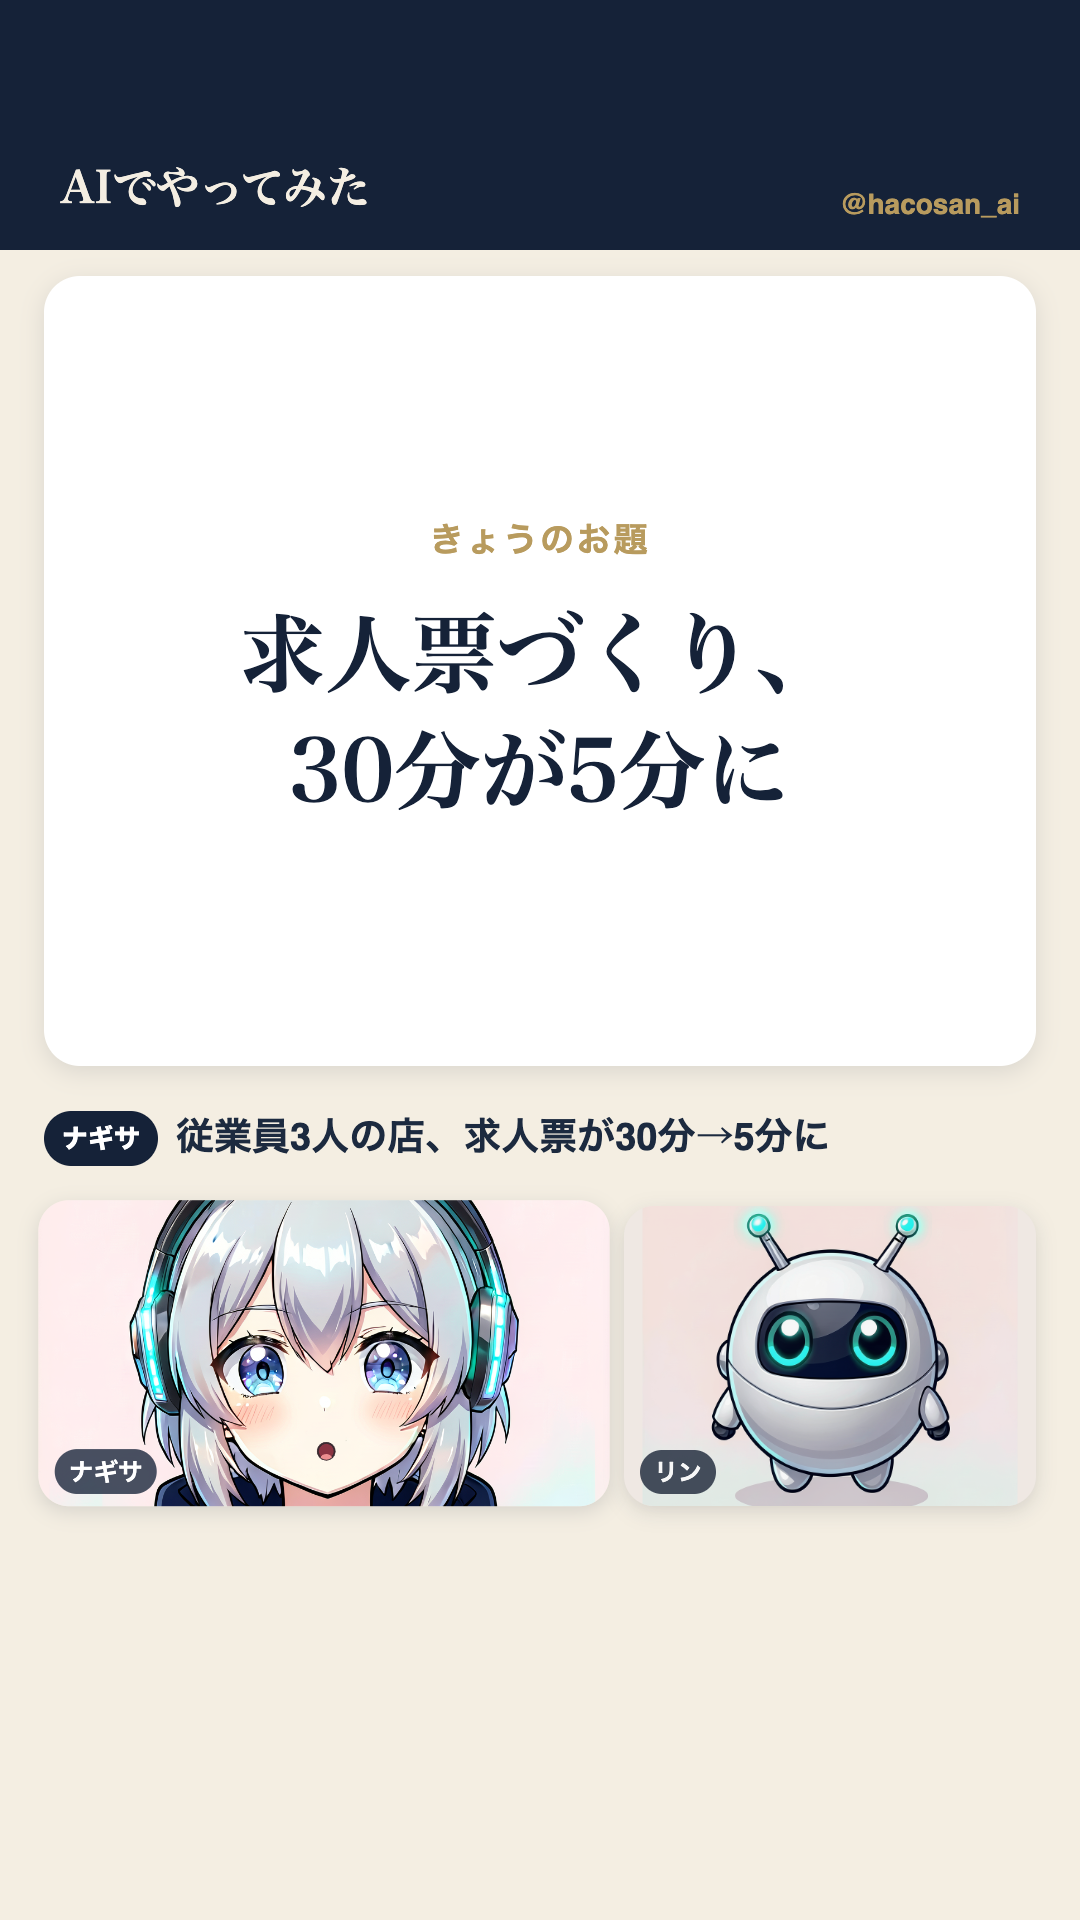 AIでやってみた
@hacosan_ai
きょうのお題
求人票づくり、
30分が5分に
ナギサ 従業員3人の店、求人票が30分→5分に
ナギサ
リン